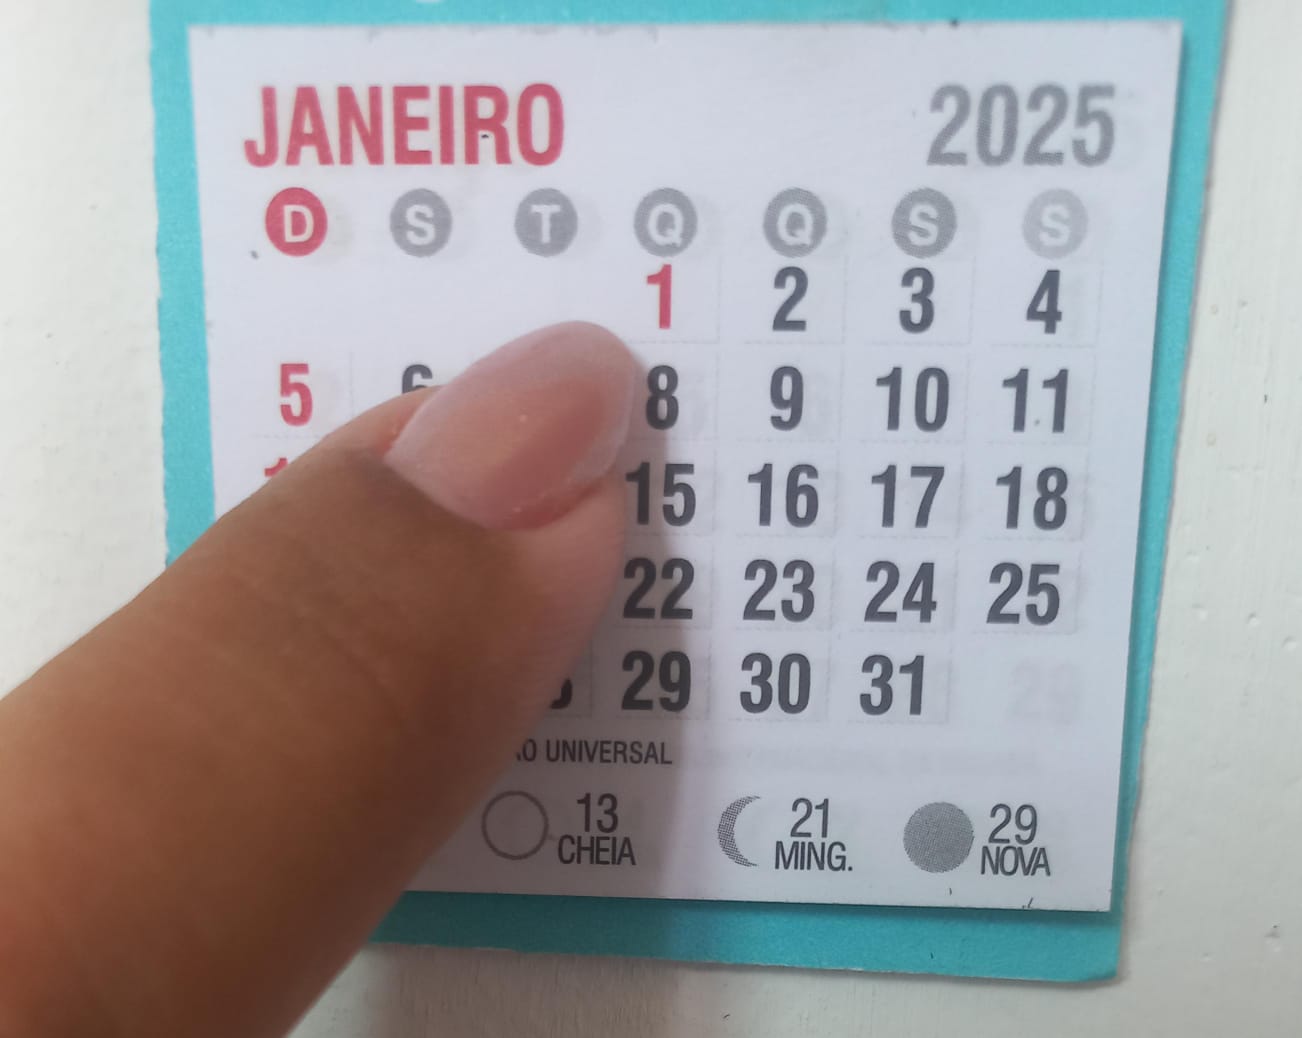 JANEIRO 2025
D S T Q Q S S
1 2 3 4
5 6 8 9 10 11
15 16 17 18
22 23 24 25
29 30 31
UNIVERSAL
13 21 29
CHEIA MING. NOVA